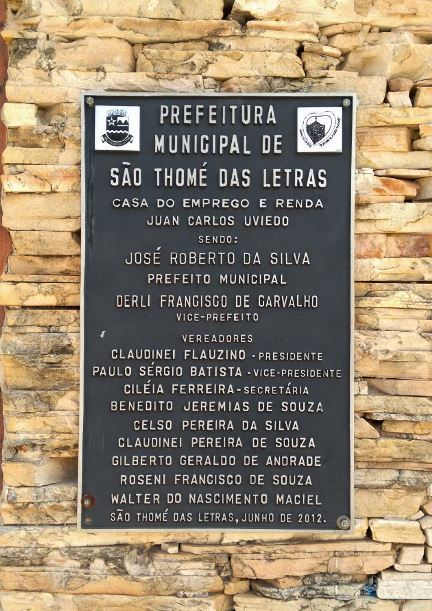 PREFEITURA
MUNICIPAL DE
SÃO THOMÉ DAS LETRAS
CASA DO EMPREGO E RENDA
JUAN CARLOS UVIEDO
SENDO:
JOSÉ ROBERTO DA SILVA
PREFEITO MUNICIPAL
DERLI FRANCISCO DE CARVALHO
VICE-PREFEITO
VEREADORES
CLAUDINEI FLAUZINO - PRESIDENTE
PAULO SÉRGIO BATISTA - VICE-PRESIDENTE
CILÉIA FERREIRA - SECRETÁRIA
BENEDITO JEREMIAS DE SOUZA
CELSO PEREIRA DA SILVA
CLAUDINEI PEREIRA DE SOUZA
GILBERTO GERALDO DE ANDRADE
ROSENI FRANCISCO DE SOUZA
WALTER DO NASCIMENTO MACIEL
SÃO THOMÉ DAS LETRAS, JUNHO DE 2012.